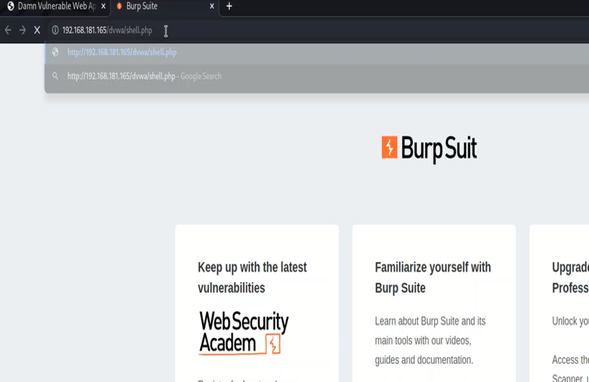 Damn Vulnerable Web Ap
Burp Suite
192.168.181.165/dvwa/shell.php
http://192.168.181.165/dvwa/shell.php
http://192.168.181.165/dvwa/shell.php - Google Search
Burp Suit
Keep up with the latest
vulnerabilities
Web Security
Academ
Familiarize yourself with
Burp Suite
Learn about Burp Suite and its
main tools with our videos,
guides and documentation.
Upgrade
Profess
Unlock yo
Access the
Scanner, u